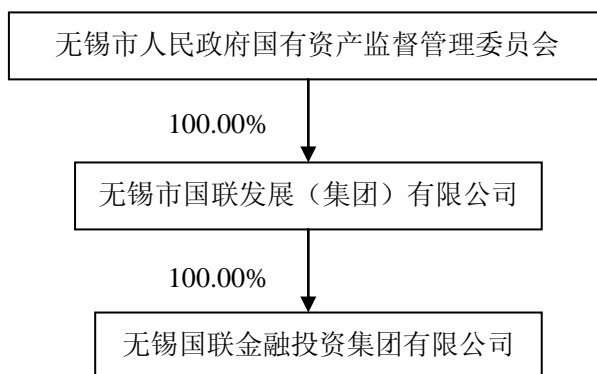 无锡市人民政府国有资产监督管理委员会
100.00%
无锡市国联发展（集团）有限公司
100.00%
无锡国联金融投资集团有限公司